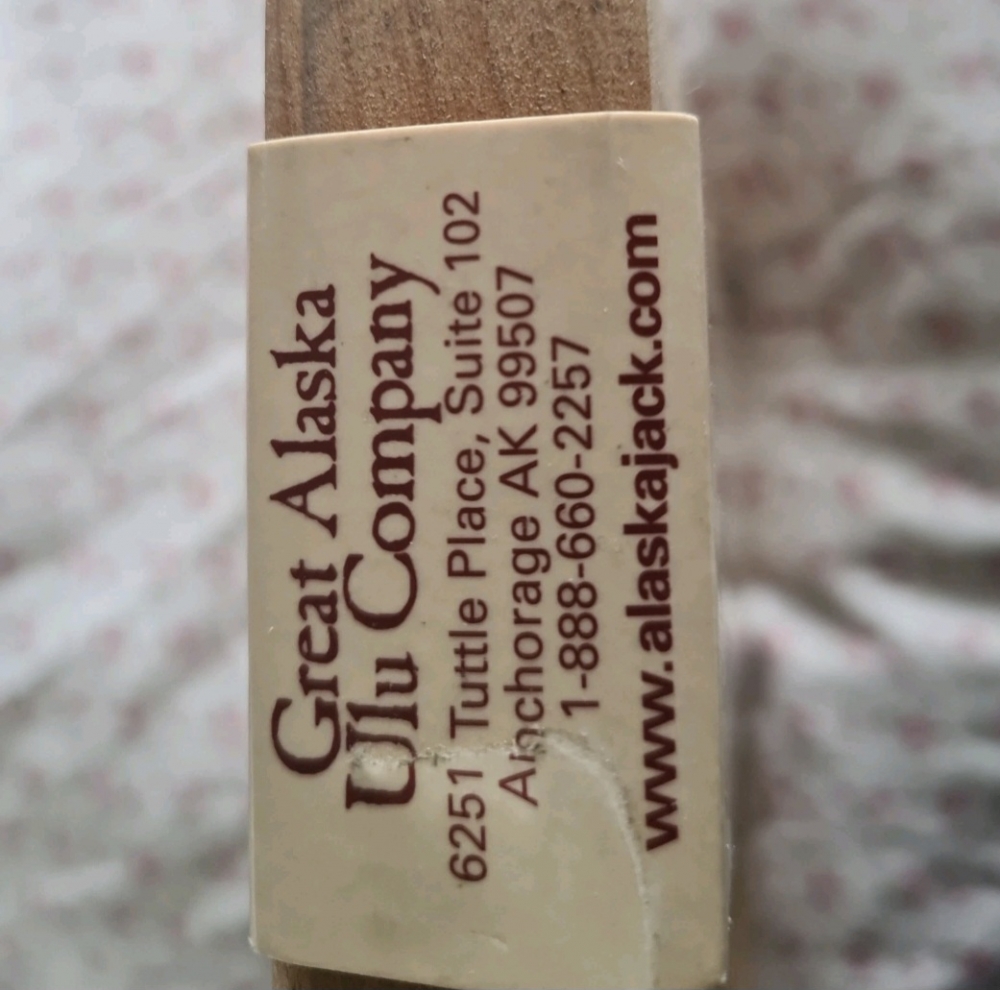 Great Alaska
Ulu Company
6251 Tuttle Place, Suite 102
Anchorage AK 99507
1-888-660-2257
www.alaskajack.com